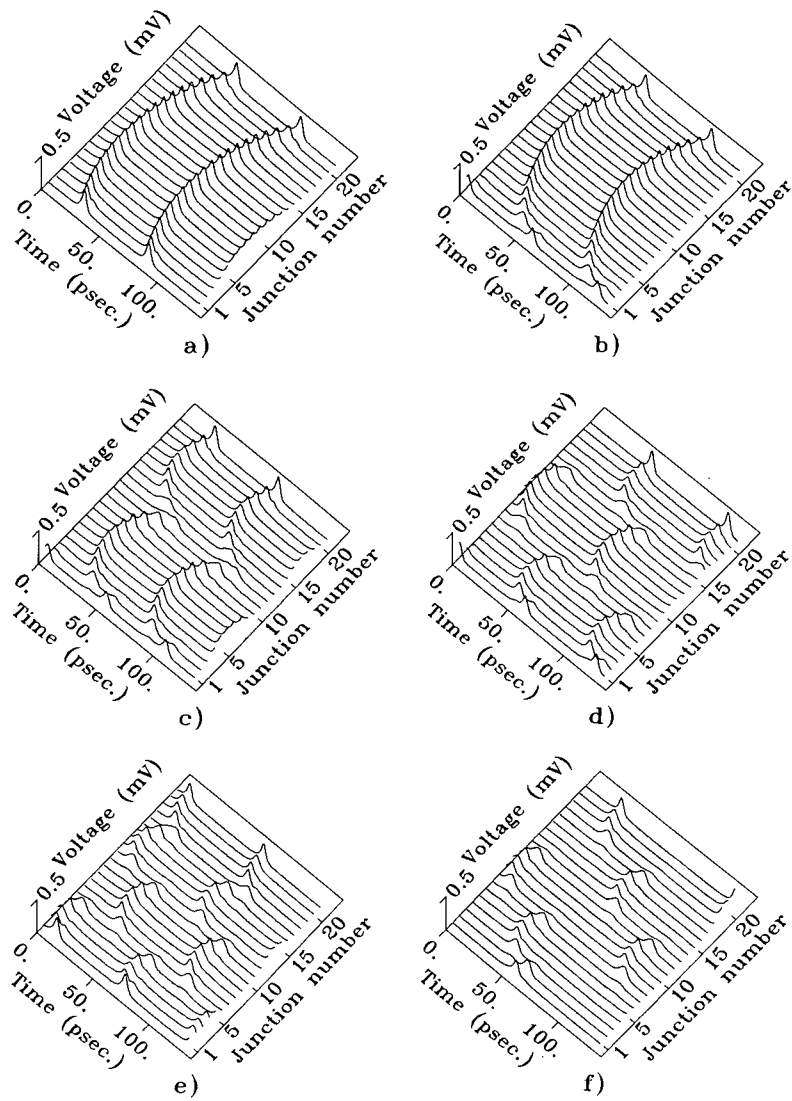 0.5 Voltage (mV)
0.
50.
100.
Time (psec.)
1
5
10
15
20
Junction number
a)
0.5 Voltage (mV)
0.
50.
100.
Time (psec.)
1
5
10
15
20
Junction number
b)
0.5 Voltage (mV)
0.
50.
100.
Time (psec.)
1
5
10
15
20
Junction number
c)
0.5 Voltage (mV)
0.
50.
100.
Time (psec.)
1
5
10
15
20
Junction number
d)
0.5 Voltage (mV)
0.
50.
100.
Time (psec.)
1
5
10
15
20
Junction number
e)
0.5 Voltage (mV)
0.
50.
100.
Time (psec.)
1
5
10
15
20
Junction number
f)